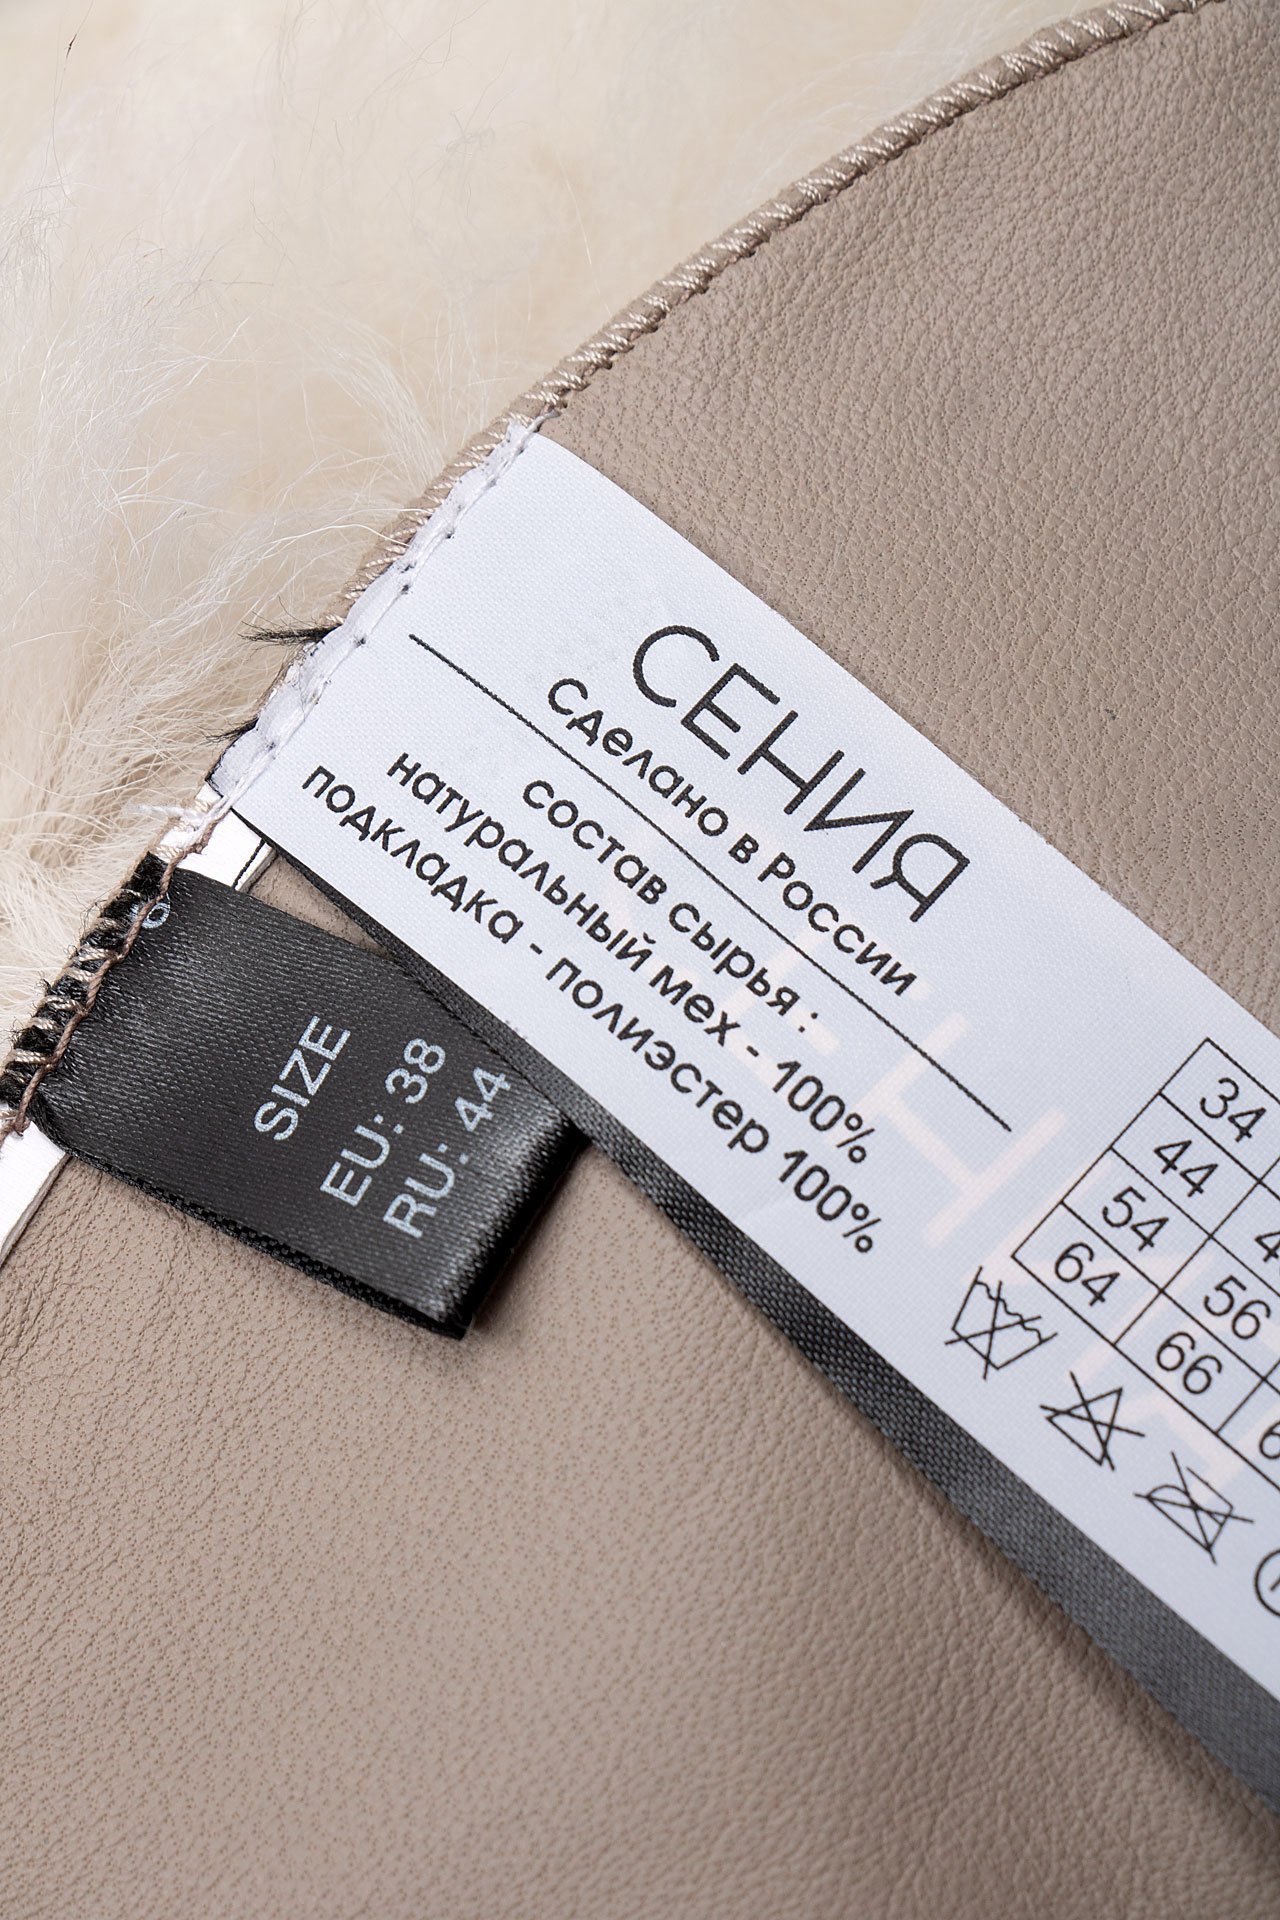 СЕНИЯ
Сделано в России
состав сырья :
натуральный мех - 100%
подкладка - полиэстер 100%
34
44
54 56
64 66
SIZE
EU: 38
RU: 44